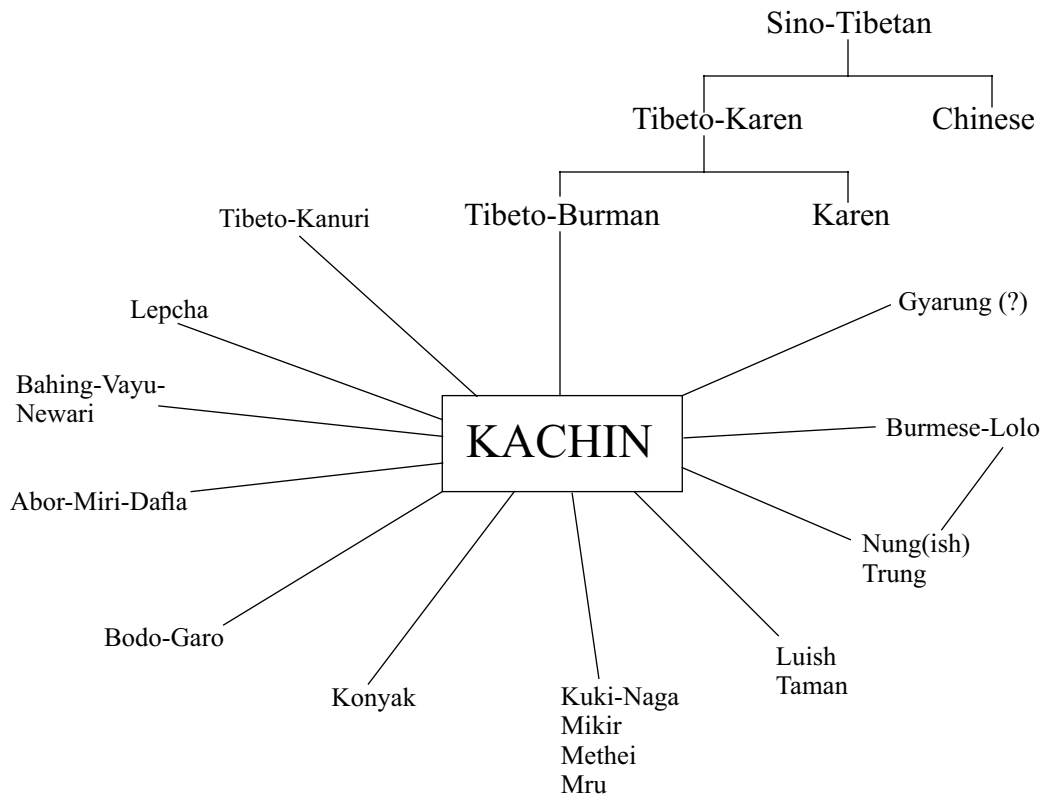 Sino-Tibetan
Tibeto-Karen
Chinese
Tibeto-Kanuri
Tibeto-Burman
Karen
Lepcha
Gyarung (?)
Bahing-Vayu-
Newari
KACHIN
Burmese-Lolo
Abor-Miri-Dafla
Nung(ish)
Trung
Bodo-Garo
Konyak
Kuki-Naga
Mikir
Methei
Mru
Luish
Taman